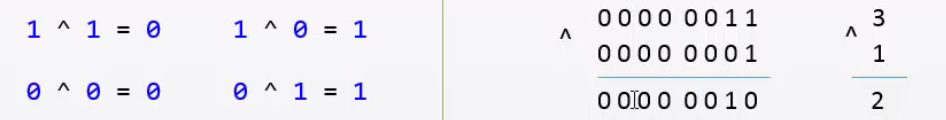 1 ^ 1 = 0
1 ^ 0 = 1
0 ^ 0 = 0
0 ^ 1 = 1
0000 0011
^
0000 0001
0000 0010
3
^
1
2